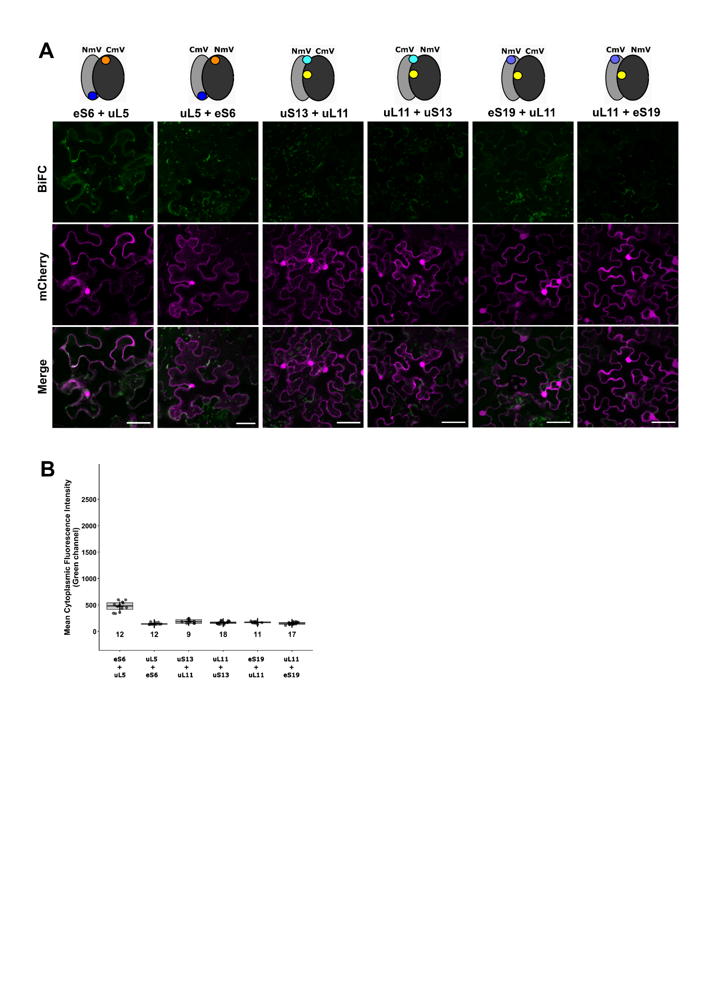 A
NmV CmV
CmV NmV
NmV CmV
CmV NmV
NmV CmV
CmV NmV
eS6 + uL5
uL5 + eS6
uS13 + uL11
uL11 + uS13
eS19 + uL11
uL11 + eS19
BiFC
mCherry
Merge
B
Mean Cytoplasmic Fluorescence Intensity
(Green channel)
2500
2000
1500
1000
500
0
12
12
9
18
11
17
eS6
+
uL5
uL5
+
eS6
uS13
+
uL11
uL11
+
uS13
eS19
+
uL11
uL11
+
eS19